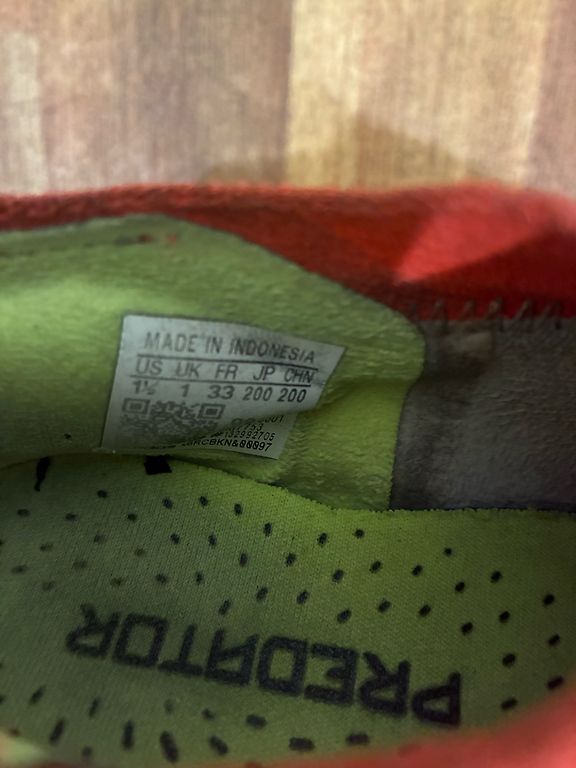 MADE IN INDONESIA
US UK FR JP CHN
1½ 1 33 200 200
PREDATOR